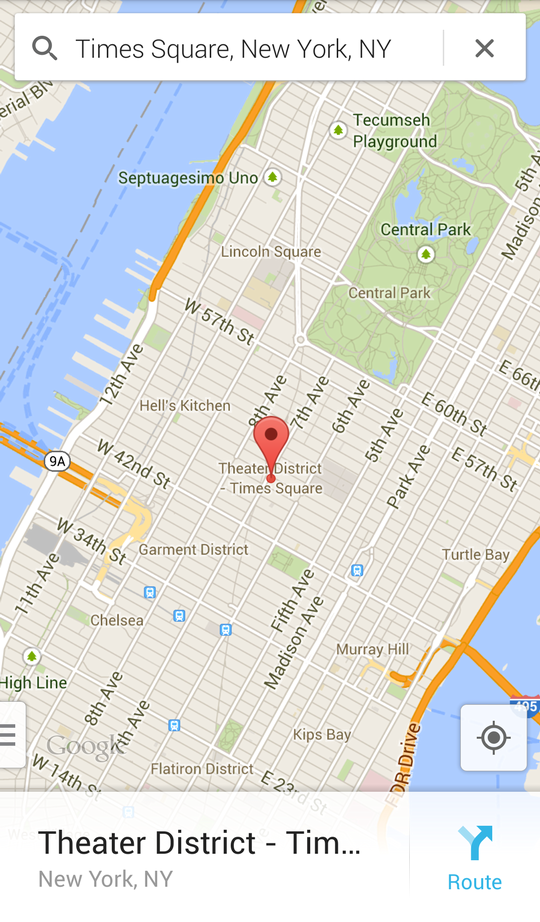 Times Square, New York, NY
Tecumseh
Playground
5th A
Madison
Septuagesimo Uno
Central Park
Lincoln Square
Central Park
W 57th St
12th Ave
Hell's Kitchen
8th Ave
7th Ave
6th Ave
5th Ave
E 66th
E 60th St
E 57th St
Park Ave
9A
W 42nd St
Theater District
- Times Square
W 34th St
Garment District
Turtle Bay
11th Ave
Fifth Ave
Madison Ave
Chelsea
Murray Hill
High Line
8th Ave
7th Ave
495
Google
Kips Bay
FDR Drive
W 14th St
Flatiron District
E 23rd St
Theater District - Tim...
New York, NY
Route